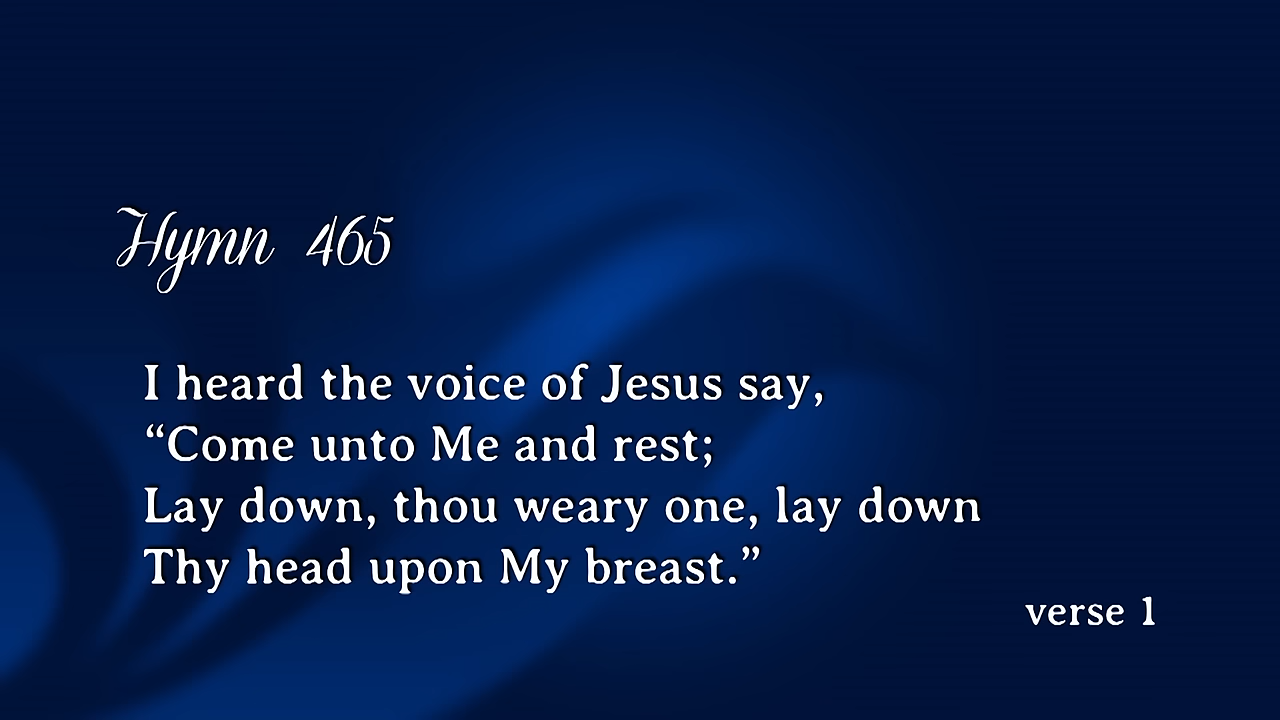 Hymn 465
I heard the voice of Jesus say,
“Come unto Me and rest;
Lay down, thou weary one, lay down
Thy head upon My breast.”
verse 1